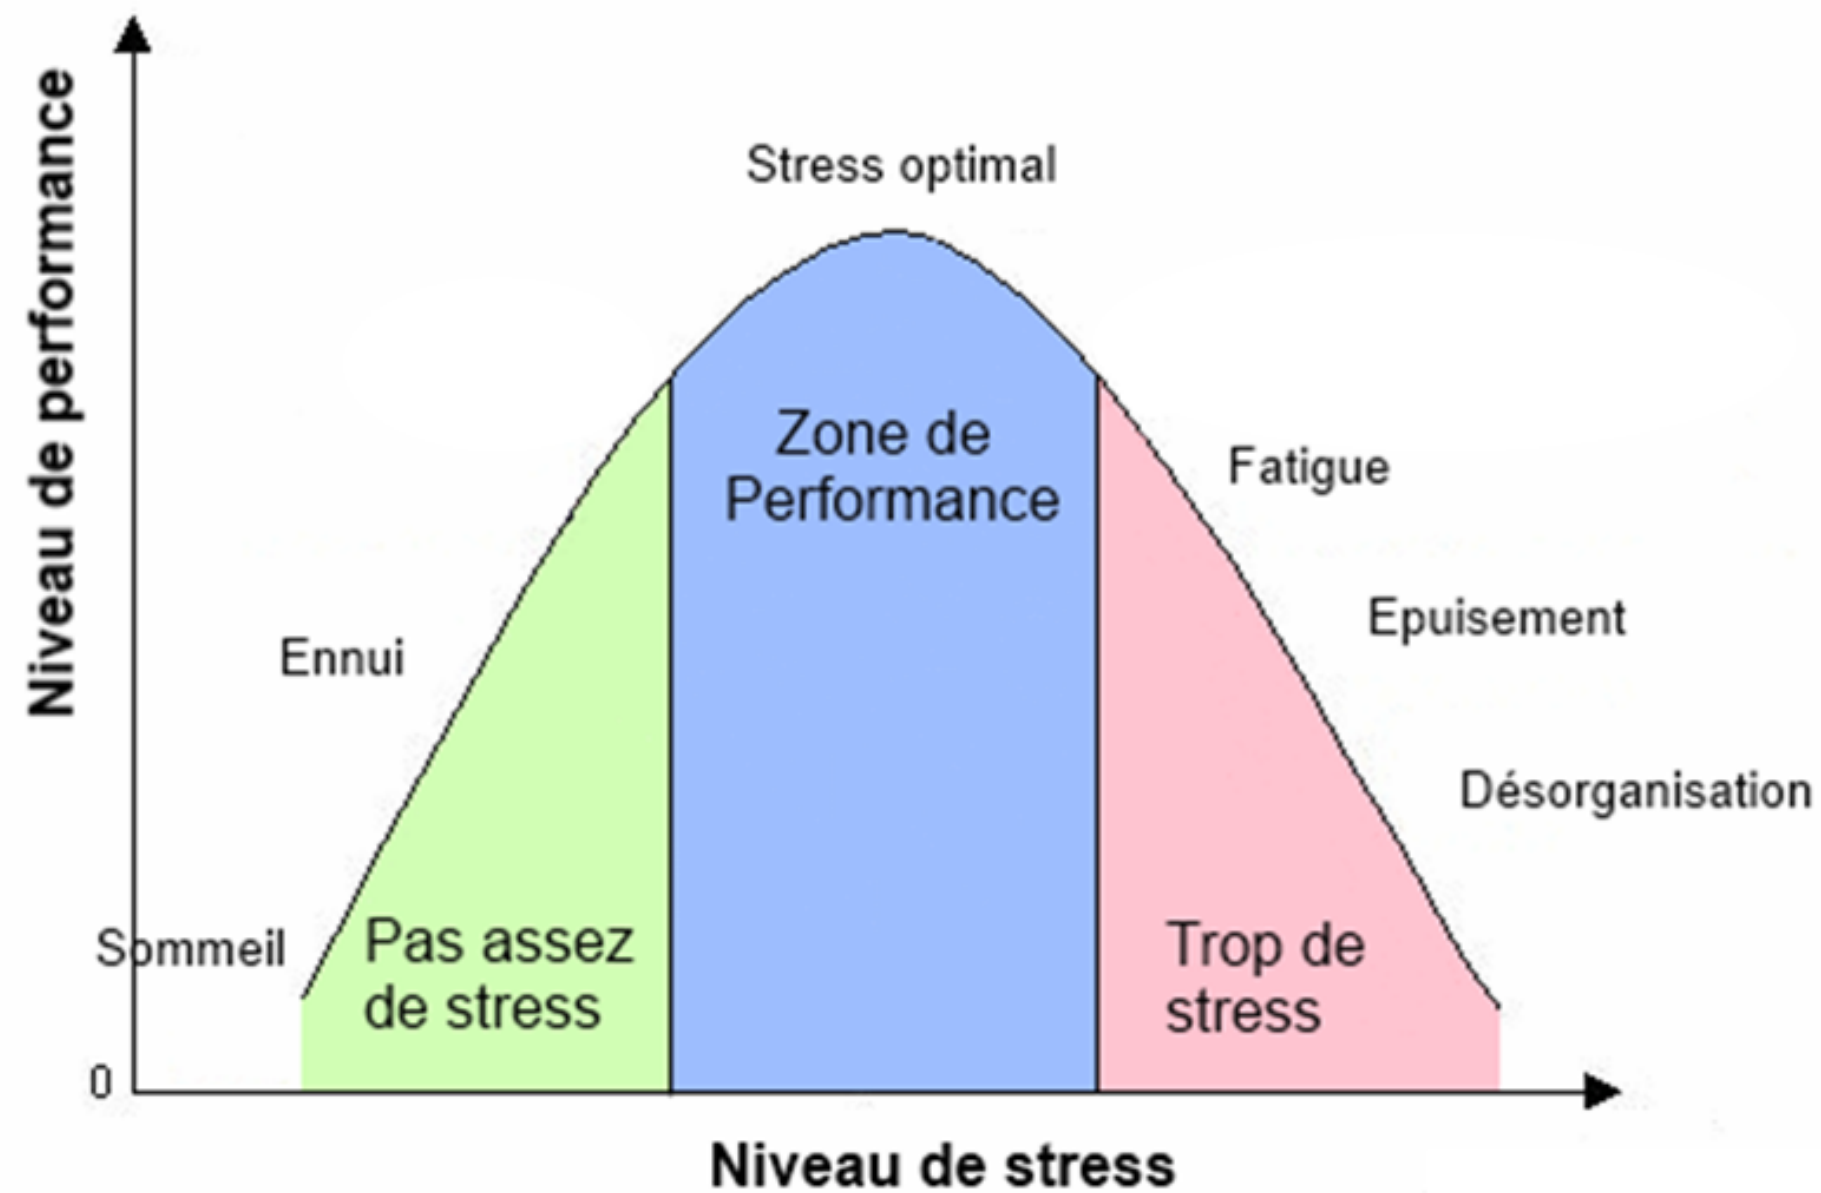 Niveau de performance
Stress optimal
Zone de
Performance
Fatigue
Epuisement
Ennui
Désorganisation
Sommeil
Pas assez
de stress
Trop de
stress
0
Niveau de stress